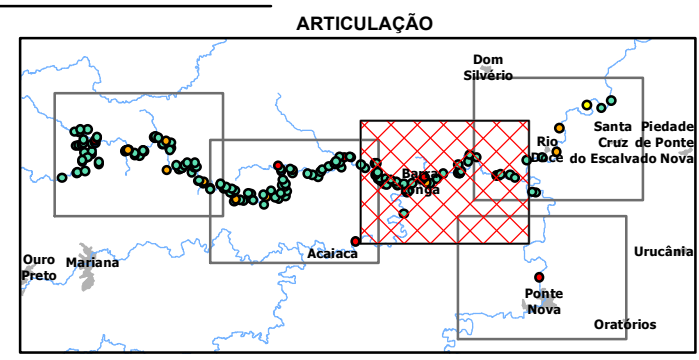 ARTICULAÇÃO
Dom
Silvério
Santa Piedade
Rio
Cruz de Ponte
Doce do Escalvado Nova
Barra
Longa
Ouro
Preto
Mariana
Acaiaca
Urucânia
Ponte
Nova
Oratórios